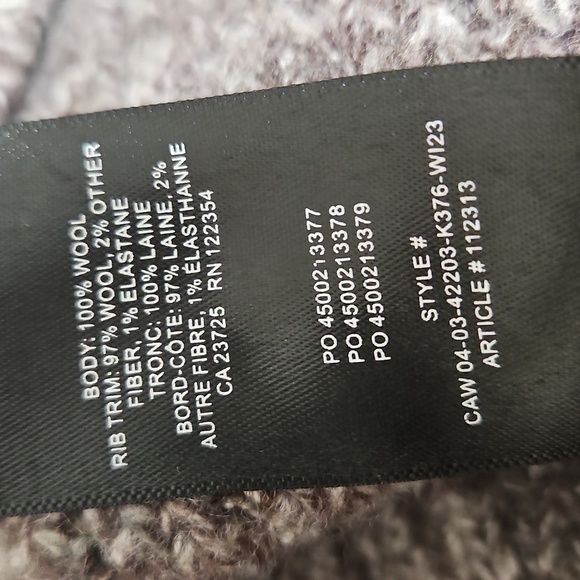 BODY: 100% WOOL
RIB TRIM: 97% WOOL, 2% OTHER
FIBER, 1% ELASTANE
TRONC: 100% LAINE
BORD-CÔTE: 97% LAINE, 2%
AUTRE FIBRE, 1% ÉLASTHANNE
CA 23725 RN 122354
PO 4500213377
PO 4500213378
PO 4500213379
STYLE #
CAW 04-03-42203-K376-WI23
ARTICLE # 112313